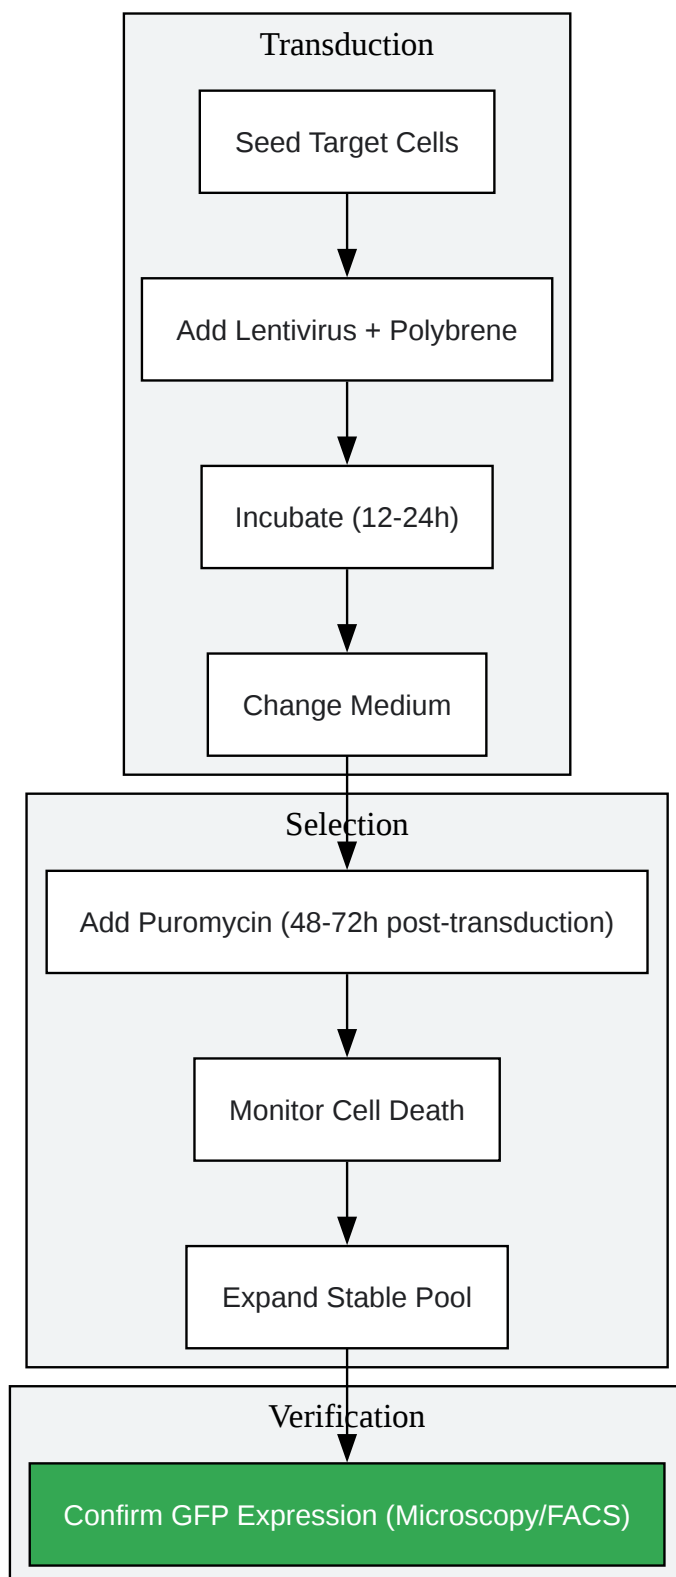 Transduction
Seed Target Cells
Add Lentivirus + Polybrene
Incubate (12-24h)
Change Medium
Selection
Add Puromycin (48-72h post-transduction)
Monitor Cell Death
Expand Stable Pool
Verification
Confirm GFP Expression (Microscopy/FACS)